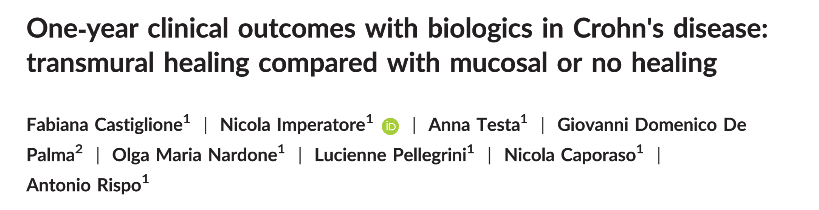 One-year clinical outcomes with biologics in Crohn's disease:
transmural healing compared with mucosal or no healing
Fabiana Castiglione¹ | Nicola Imperatore¹ iD | Anna Testa¹ | Giovanni Domenico De
Palma² | Olga Maria Nardone¹ | Lucienne Pellegrini¹ | Nicola Caporaso¹ |
Antonio Rispo¹